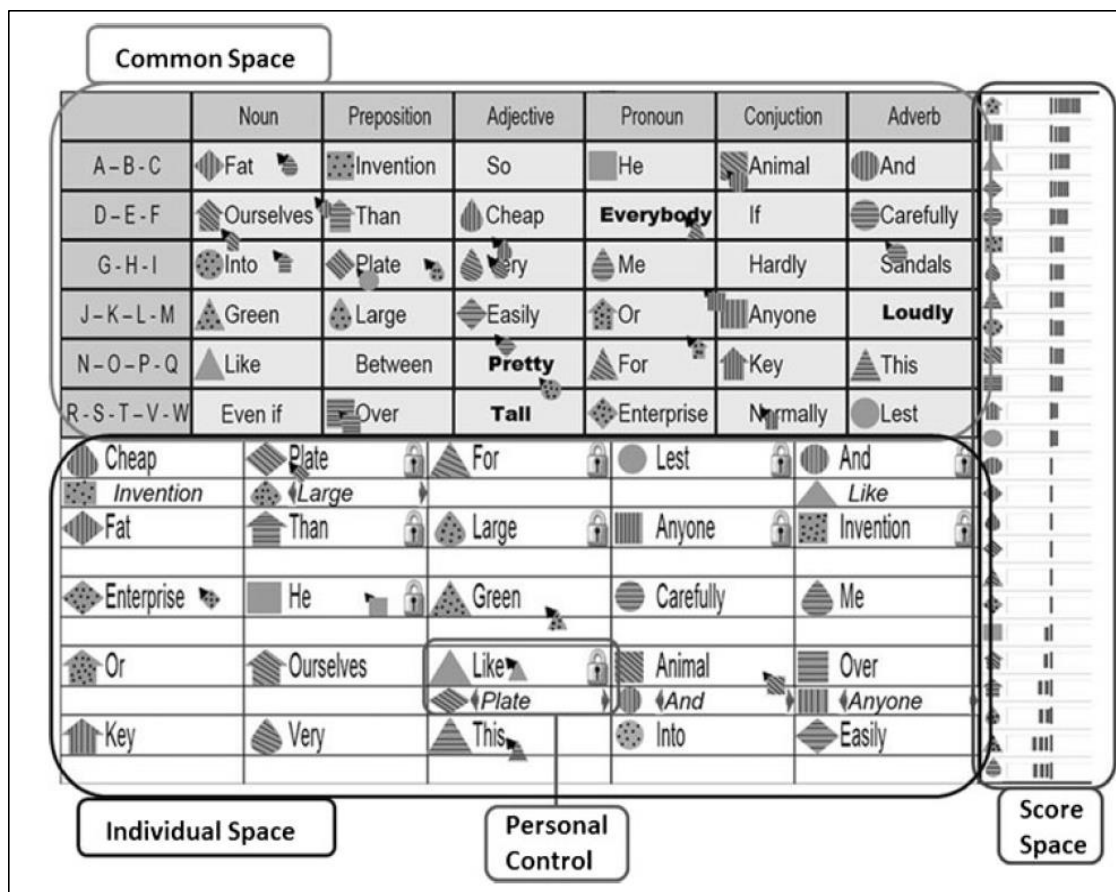 Common Space
Noun Preposition Adjective Pronoun Conjuction Adverb
A – B - C Fat Invention So He Animal And
D – E - F Ourselves Than Cheap Everybody If Carefully
G - H - I Into Plate Very Me Hardly Sandals
J – K – L - M Green Large Easily Or Anyone Loudly
N – O – P - Q Like Between Pretty For Key This
R - S - T – V - W Even if Over Tall Enterprise Normally Lest
Cheap Plate For Lest And
Invention Large Like
Fat Than Large Anyone Invention
Enterprise He Green Carefully Me
Or Ourselves Like Animal Over
Plate And Anyone
Key Very This Into Easily
Individual Space
Personal
Control
Score
Space